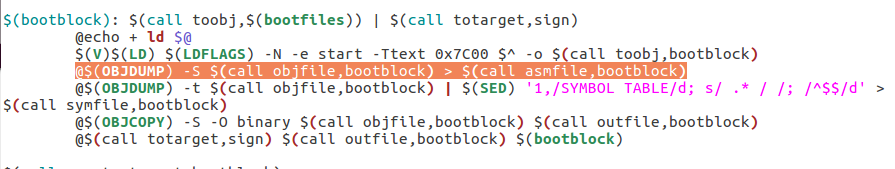 $(bootblock): $(call toobj,$(bootfiles)) | $(call totarget,sign)
@echo + ld $@
$(V)$(LD) $(LDFLAGS) -N -e start -Ttext 0x7C00 $^ -o $(call toobj,bootblock)
@$(OBJDUMP) -S $(call objfile,bootblock) > $(call asmfile,bootblock)
@$(OBJDUMP) -t $(call objfile,bootblock) | $(SED) '1,/SYMBOL TABLE/d; s/ .* / /; /^$$/d' >
$(call symfile,bootblock)
@$(OBJCOPY) -S -O binary $(call objfile,bootblock) $(call outfile,bootblock)
@$(call totarget,sign) $(call outfile,bootblock) $(bootblock)